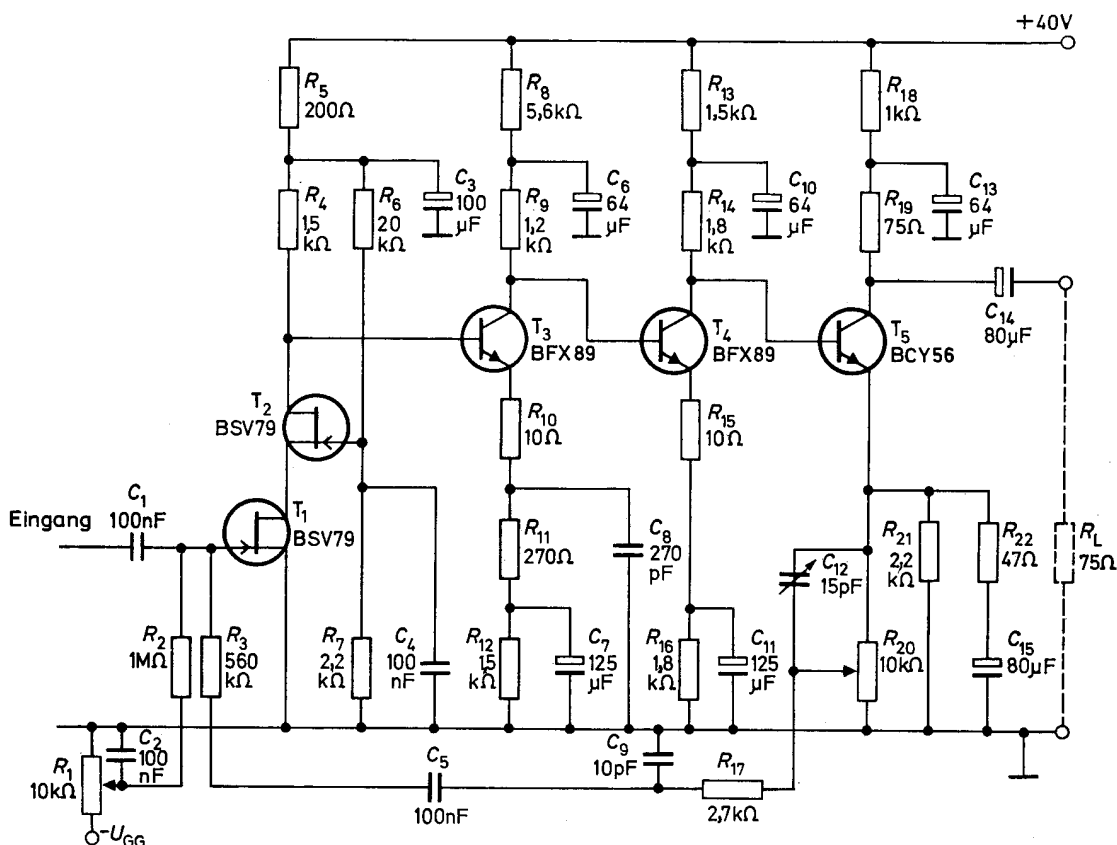 +40V
R5
200Ω
R8
5,6kΩ
R13
1,5kΩ
R18
1kΩ
R4
1,5
kΩ
R6
20
kΩ
C3
100
µF
R9
1,2
kΩ
C6
64
µF
R14
1,8
kΩ
C10
64
µF
R19
75Ω
C13
64
µF
T3
BFX89
T4
BFX89
T5
BCY56
C14
80µF
T2
BSV79
R10
10Ω
R15
10Ω
Eingang
C1
100nF
T1
BSV79
R11
270Ω
C8
270
pF
C12
15pF
R21
2,2
kΩ
R22
47Ω
RL
75Ω
R2
1MΩ
R3
560
kΩ
R7
2,2
kΩ
C4
100
nF
R12
1,5
kΩ
C7
125
µF
R16
1,8
kΩ
C11
125
µF
R20
10kΩ
C15
80µF
R1
10kΩ
C2
100
nF
C5
100nF
C9
10pF
R17
2,7kΩ
-UGG